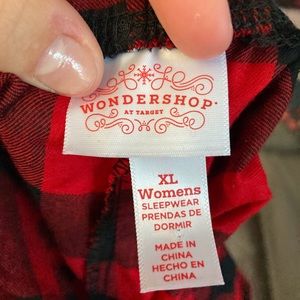 WONDERSHOP
AT TARGET
XL
Womens
SLEEPWEAR
PRENDAS DE
DORMIR
MADE IN
CHINA
HECHO EN
CHINA